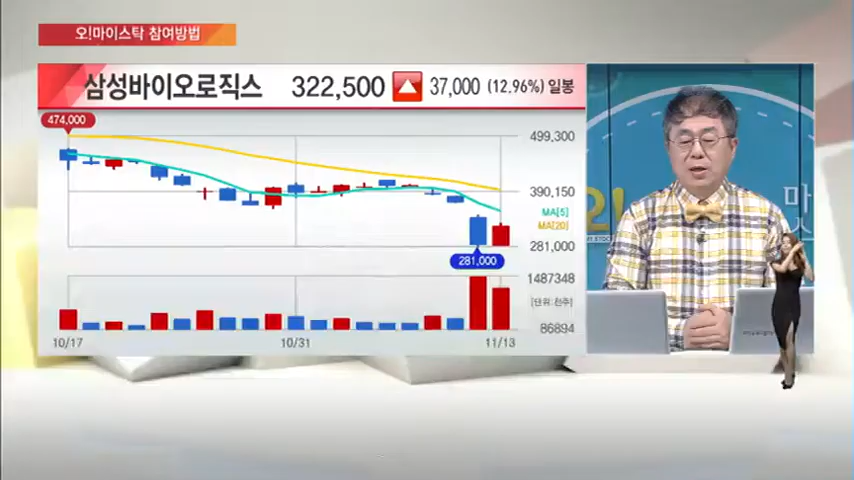 오!마이스탁 참여방법
삼성바이오로직스 322,500 37,000 (12.96%) 일봉
474,000
499,300
390,150
MA[5]
MA[20]
281,000
281,000
1487348
[단위:천주]
86894
10/17 10/31 11/13
2!
맛